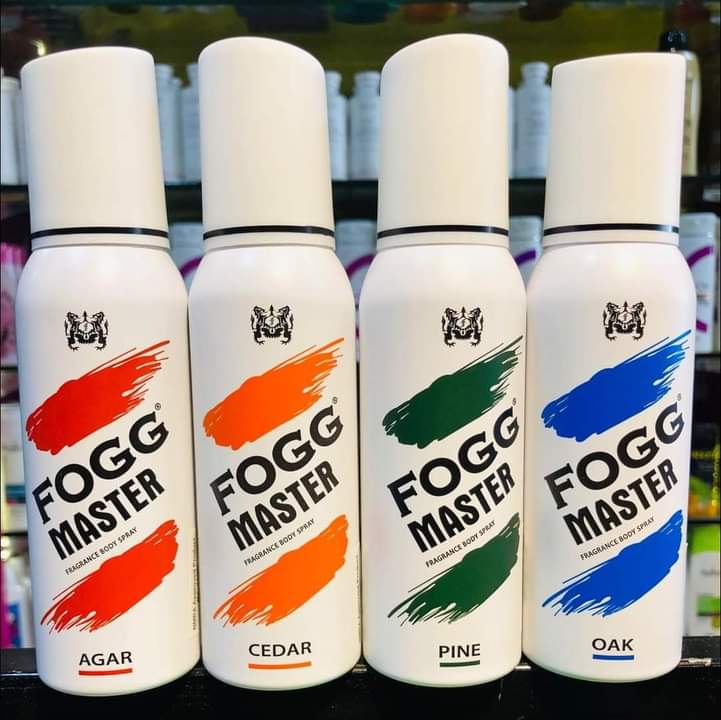 FOGG®
MASTER
FRAGRANCE BODY SPRAY
AGAR
FOGG®
MASTER
FRAGRANCE BODY SPRAY
CEDAR
FOGG®
MASTER
FRAGRANCE BODY SPRAY
PINE
FOGG®
MASTER
FRAGRANCE BODY SPRAY
OAK